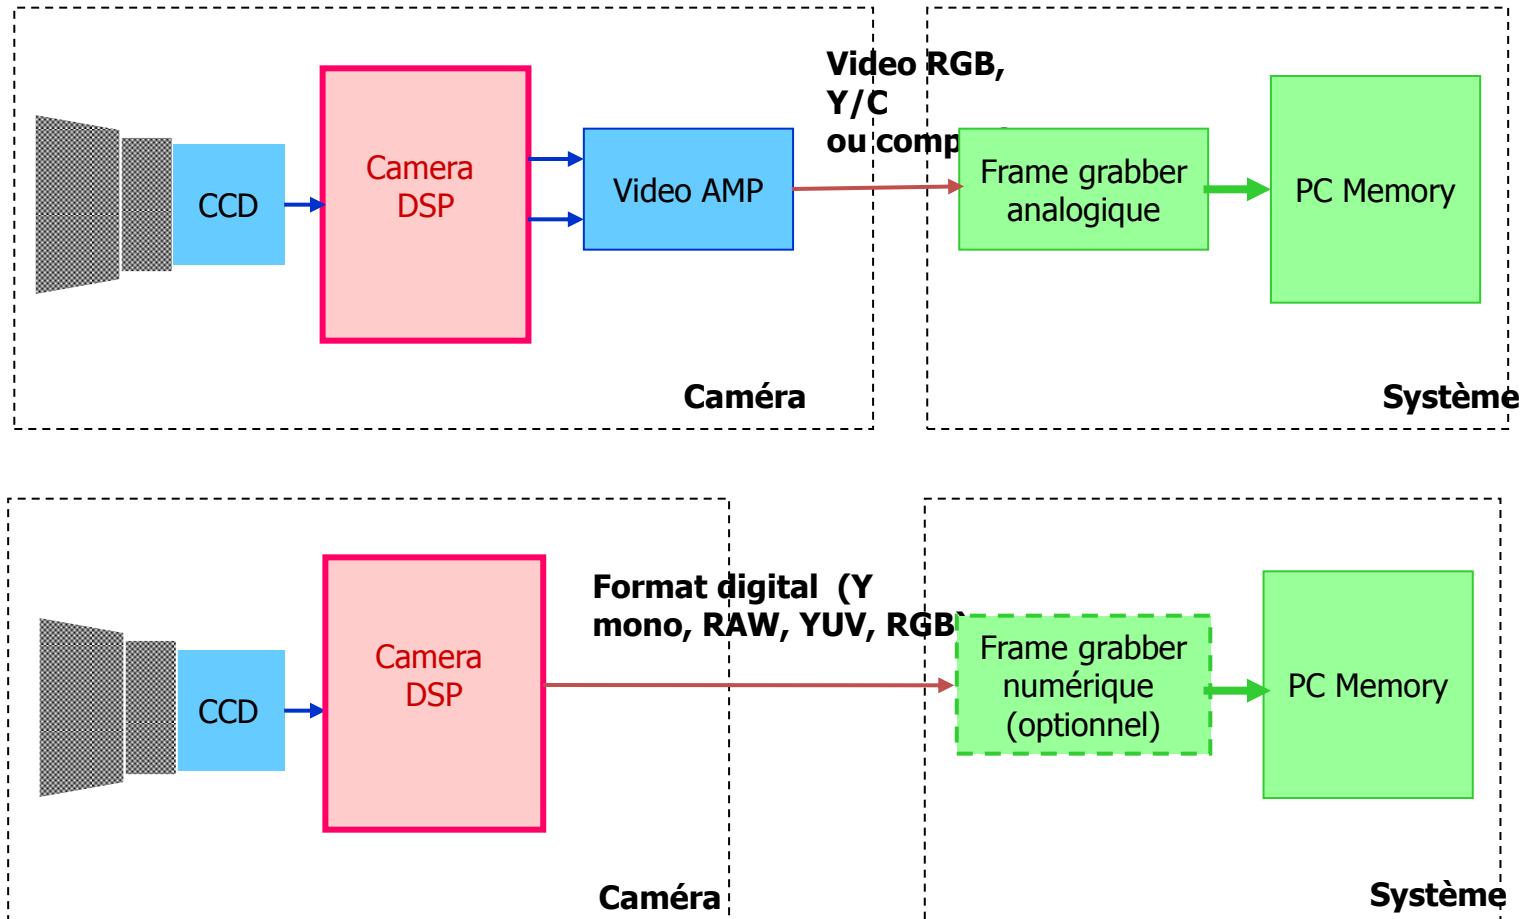 Video RGB,
Y/C
ou comp
CCD
Camera
DSP
Video AMP
Frame grabber
analogique
PC Memory
Caméra
Système
Format digital (Y
mono, RAW, YUV, RGB)
CCD
Camera
DSP
Frame grabber
numérique
(optionnel)
PC Memory
Caméra
Système